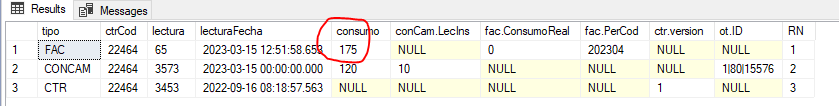 Results Messages
tipo ctrCod lectura lecturaFecha consumo conCam.LecIns fac.ConsumoReal fac.PerCod ctr.version ot.ID RN
1 FAC 22464 65 2023-03-15 12:51:58.653 175 NULL 0 202304 NULL NULL 1
2 CONCAM 22464 3573 2023-03-15 00:00:00.000 120 10 NULL NULL NULL 1|80|15576 2
3 CTR 22464 3453 2022-09-16 08:18:57.563 NULL NULL NULL NULL 1 NULL 3